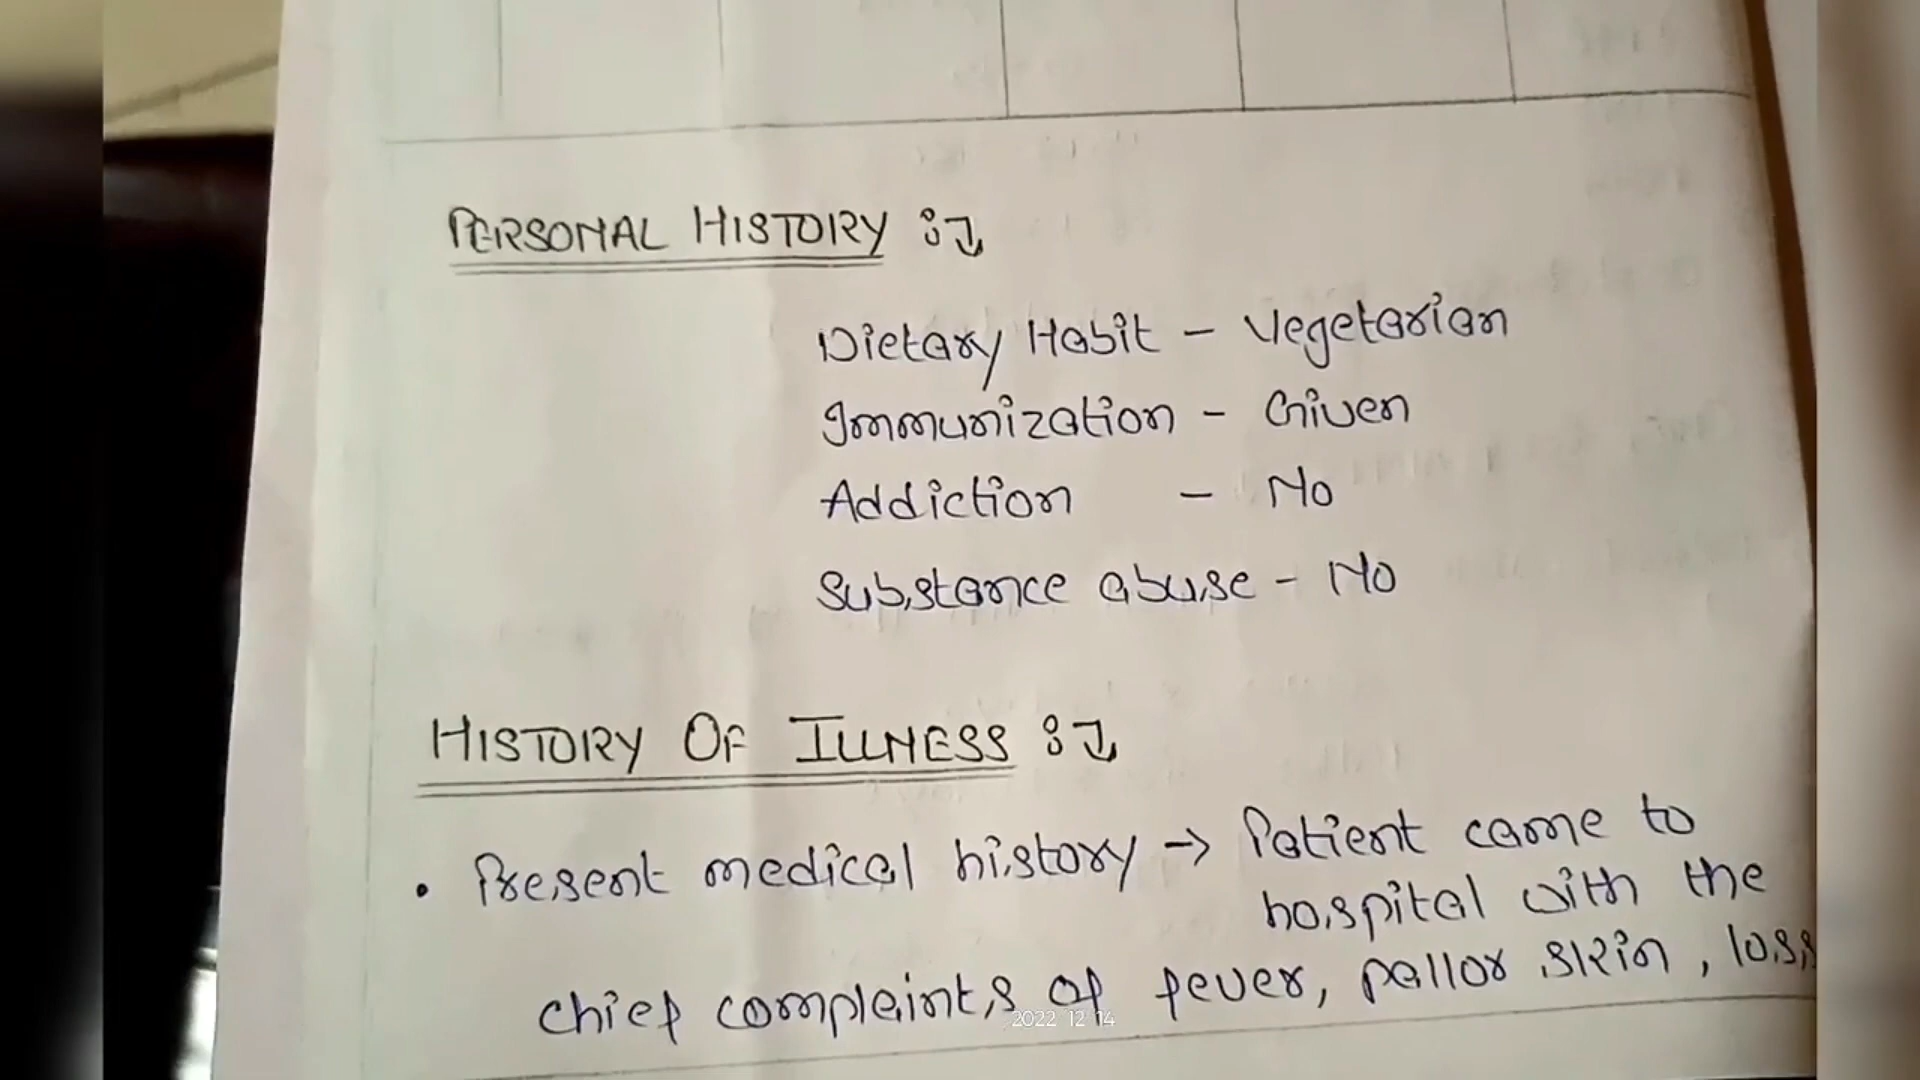 PERSONAL HISTORY :↴
Dietary Habit - Vegetarian
Immunization - Given
Addiction - No
Substance abuse - No
HISTORY OF ILLNESS :↴
• Present medical history → Patient came to
hospital with the
chief complaints of fever, pallor skin, loss
2022 12 14